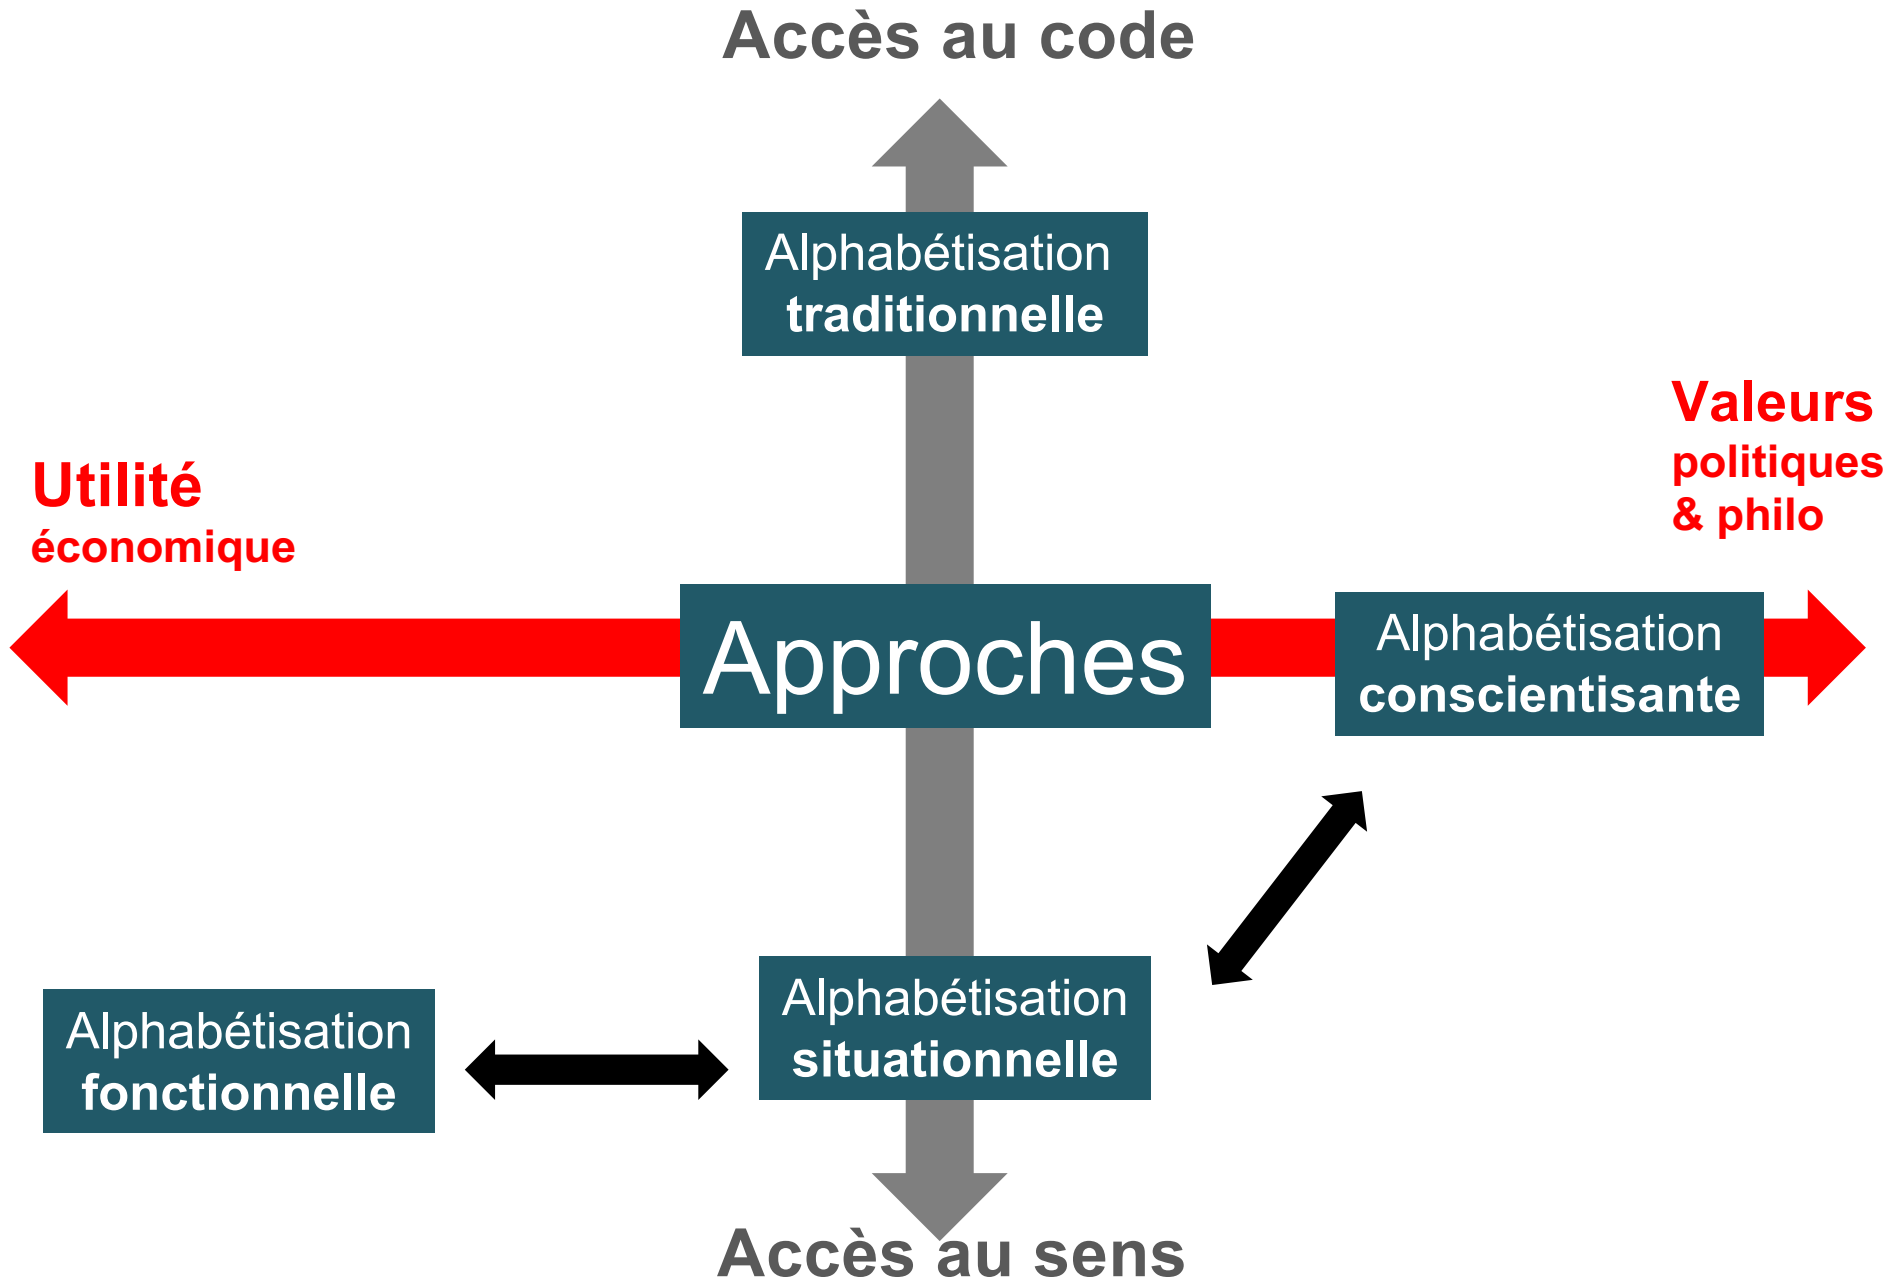 Accès au code
Alphabétisation
traditionnelle
Valeurs
politiques
& philo
Utilité
économique
Approches
Alphabétisation
conscientisante
Alphabétisation
situationnelle
Alphabétisation
fonctionnelle
Accès au sens